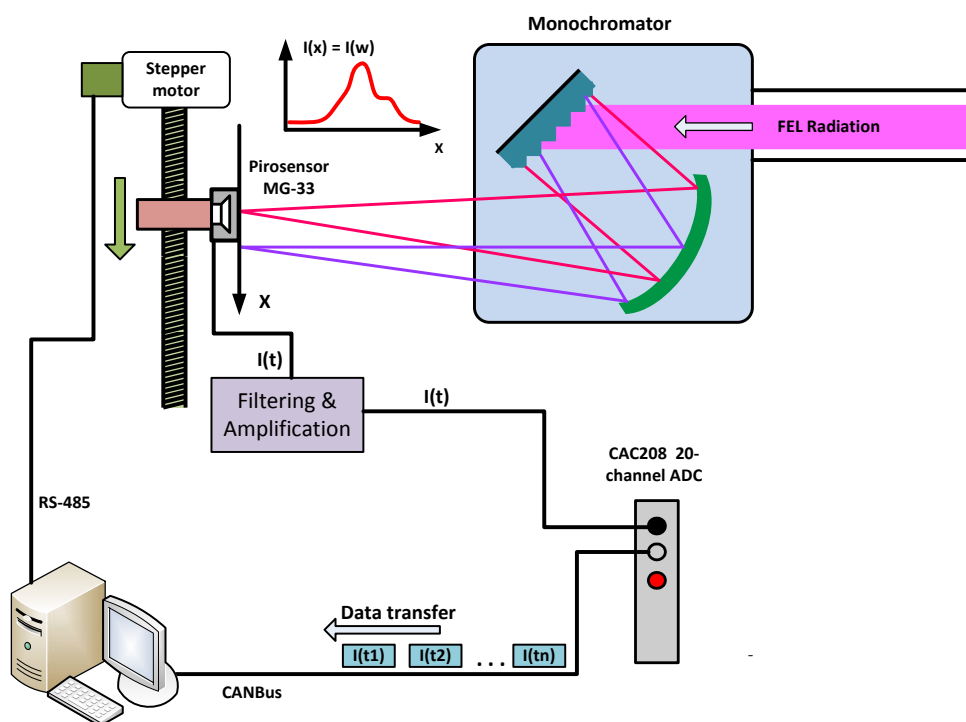 Monochromator
I(x) = I(w)
Stepper
motor
x
FEL Radiation
Pirosensor
MG-33
X
I(t)
Filtering &
Amplification
I(t)
CAC208 20-
channel ADC
RS-485
Data transfer
I(t1) I(t2) ... I(tn)
CANBus